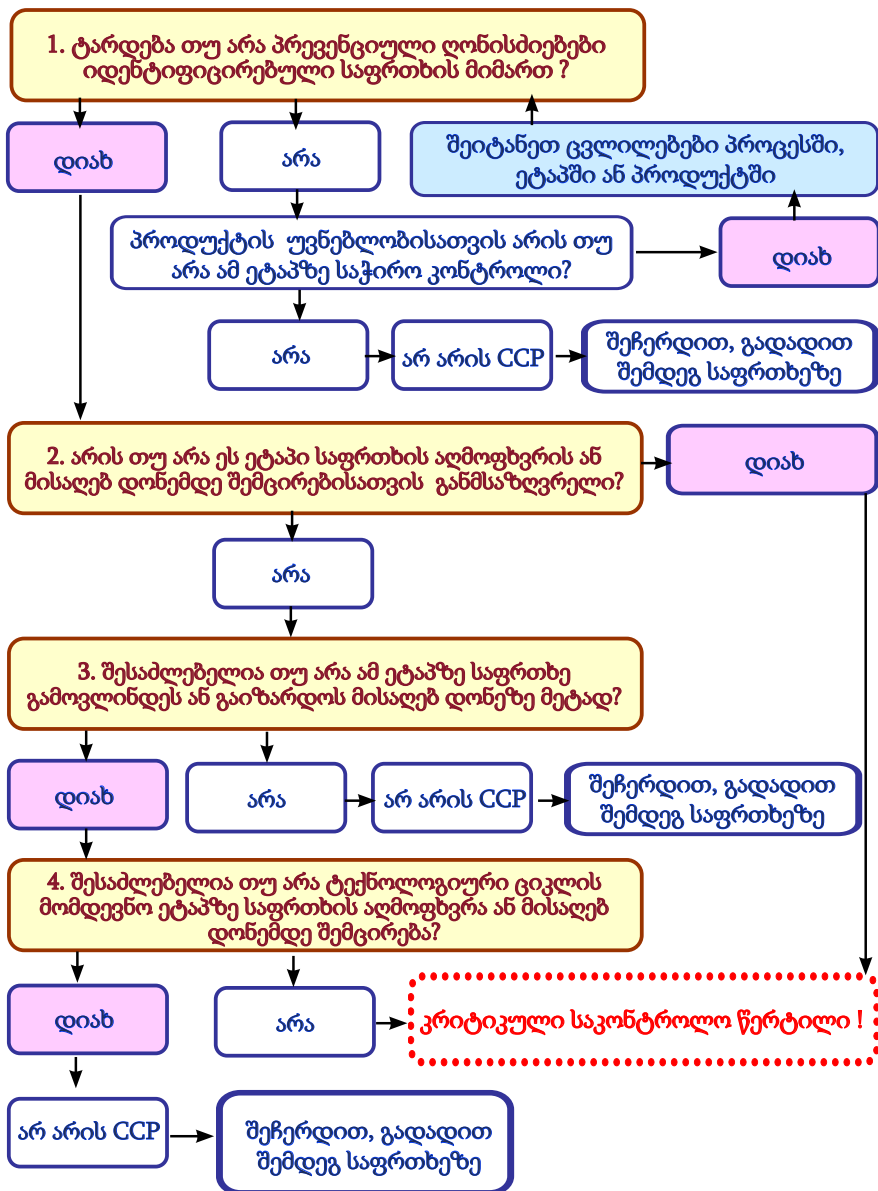 1. ტარდება თუ არა პრევენციული ღონისძიებები
იდენტიფიცირებული საფრთხის მიმართ ?
დიახ
არა
შეიტანეთ ცვლილებები პროცესში,
ეტაპში ან პროდუქტში
პროდუქტის უვნებლობისათვის არის თუ
არა ამ ეტაპზე საჭირო კონტროლი?
დიახ
არა
არ არის CCP
შეჩერდით, გადადით
შემდეგ საფრთხეზე
2. არის თუ არა ეს ეტაპი საფრთხის აღმოფხვრის ან
მისაღებ დონემდე შემცირებისათვის განმსაზღვრელი?
დიახ
არა
3. შესაძლებელია თუ არა ამ ეტაპზე საფრთხე
გამოვლინდეს ან გაიზარდოს მისაღებ დონეზე მეტად?
დიახ
არა
არ არის CCP
შეჩერდით, გადადით
შემდეგ საფრთხეზე
4. შესაძლებელია თუ არა ტექნოლოგიური ციკლის
მომდევნო ეტაპზე საფრთხის აღმოფხვრა ან მისაღებ
დონემდე შემცირება?
დიახ
არა
კრიტიკული საკონტროლო წერტილი !
არ არის CCP
შეჩერდით, გადადით
შემდეგ საფრთხეზე